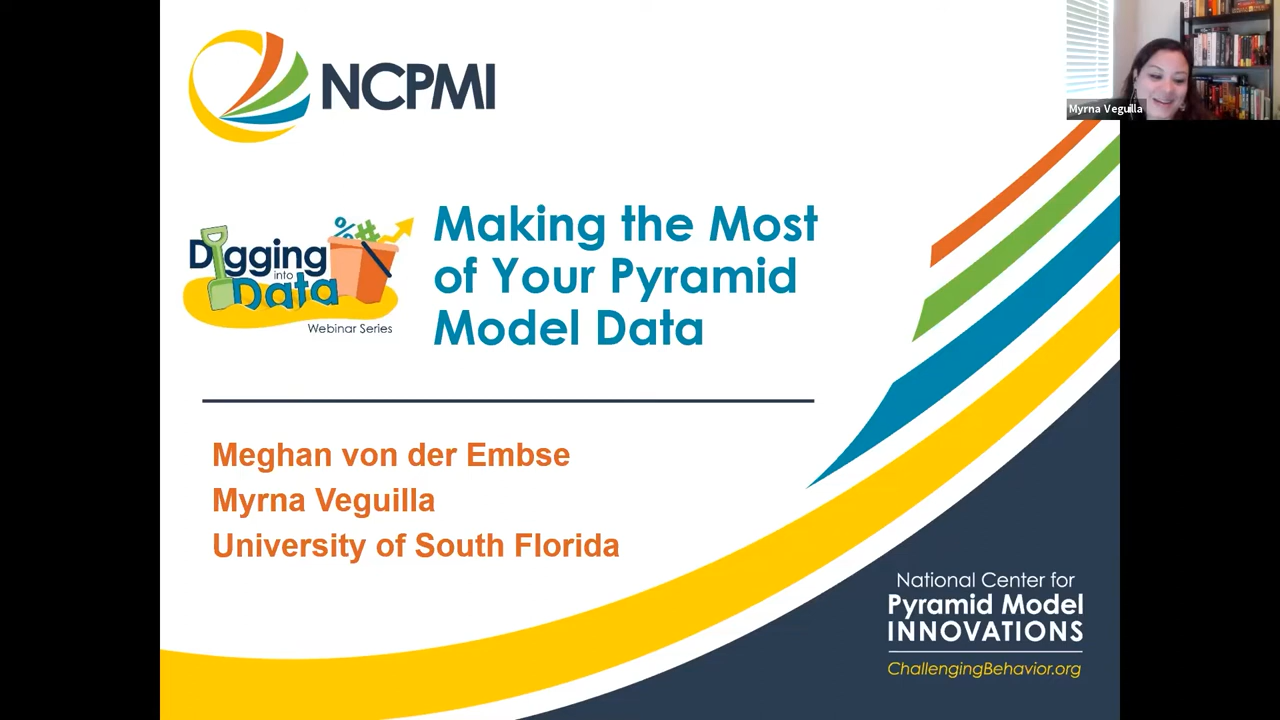 NCPMI
Myrna Veguilla
Digging
into
Data
% #
Webinar Series
Making the Most
of Your Pyramid
Model Data
Meghan von der Embse
Myrna Veguilla
University of South Florida
National Center for
Pyramid Model
INNOVATIONS
ChallengingBehavior.org